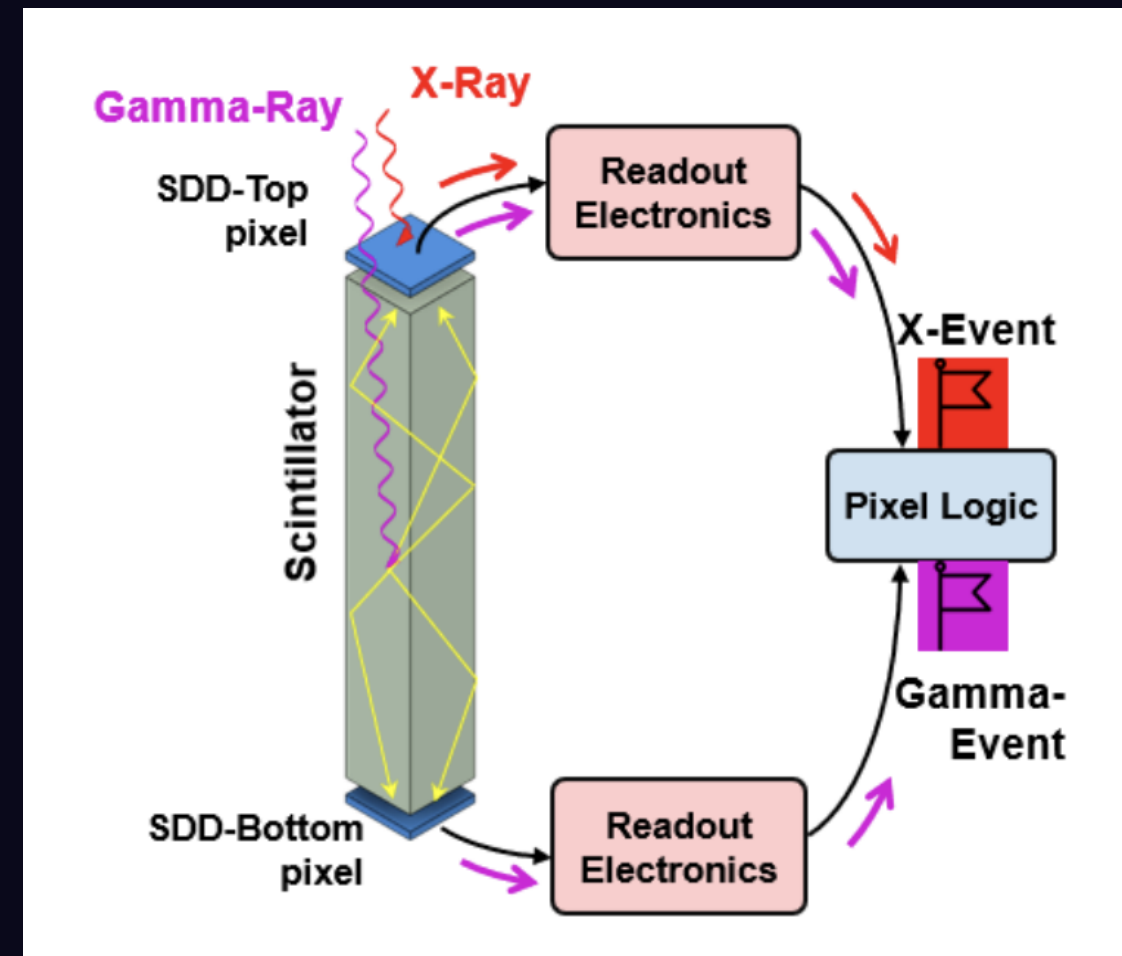 X-Ray
Gamma-Ray
SDD-Top
pixel
Readout
Electronics
Scintillator
X-Event
Pixel Logic
Gamma-
Event
SDD-Bottom
pixel
Readout
Electronics